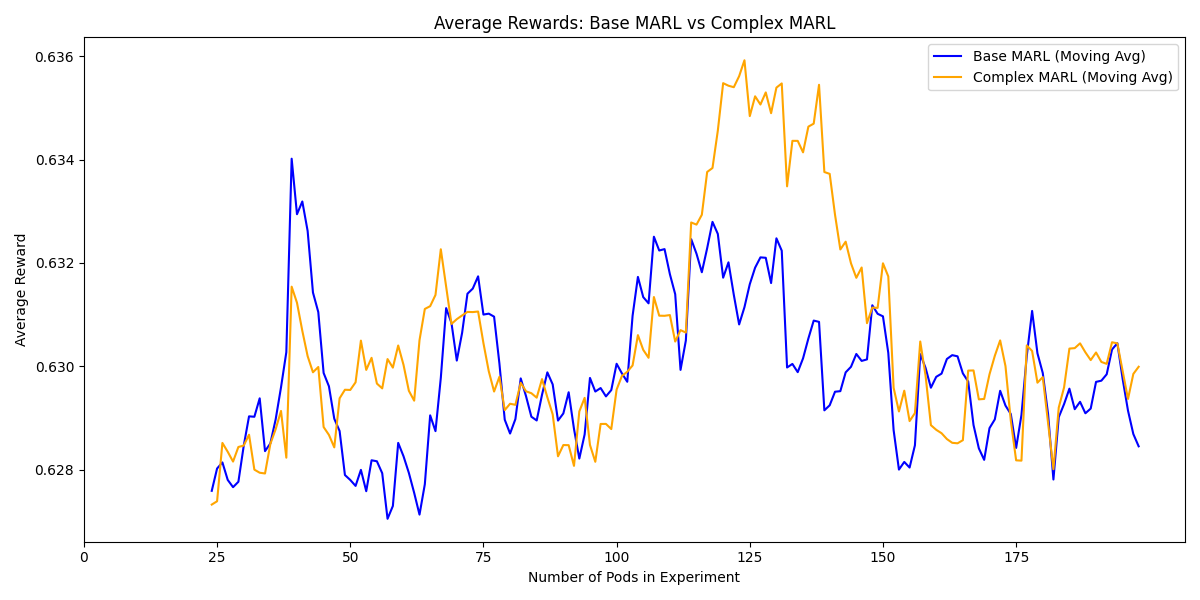 Average Rewards: Base MARL vs Complex MARL
Base MARL (Moving Avg)
Complex MARL (Moving Avg)
Average Reward
0.636
0.634
0.632
0.630
0.628
0 25 50 75 100 125 150 175
Number of Pods in Experiment